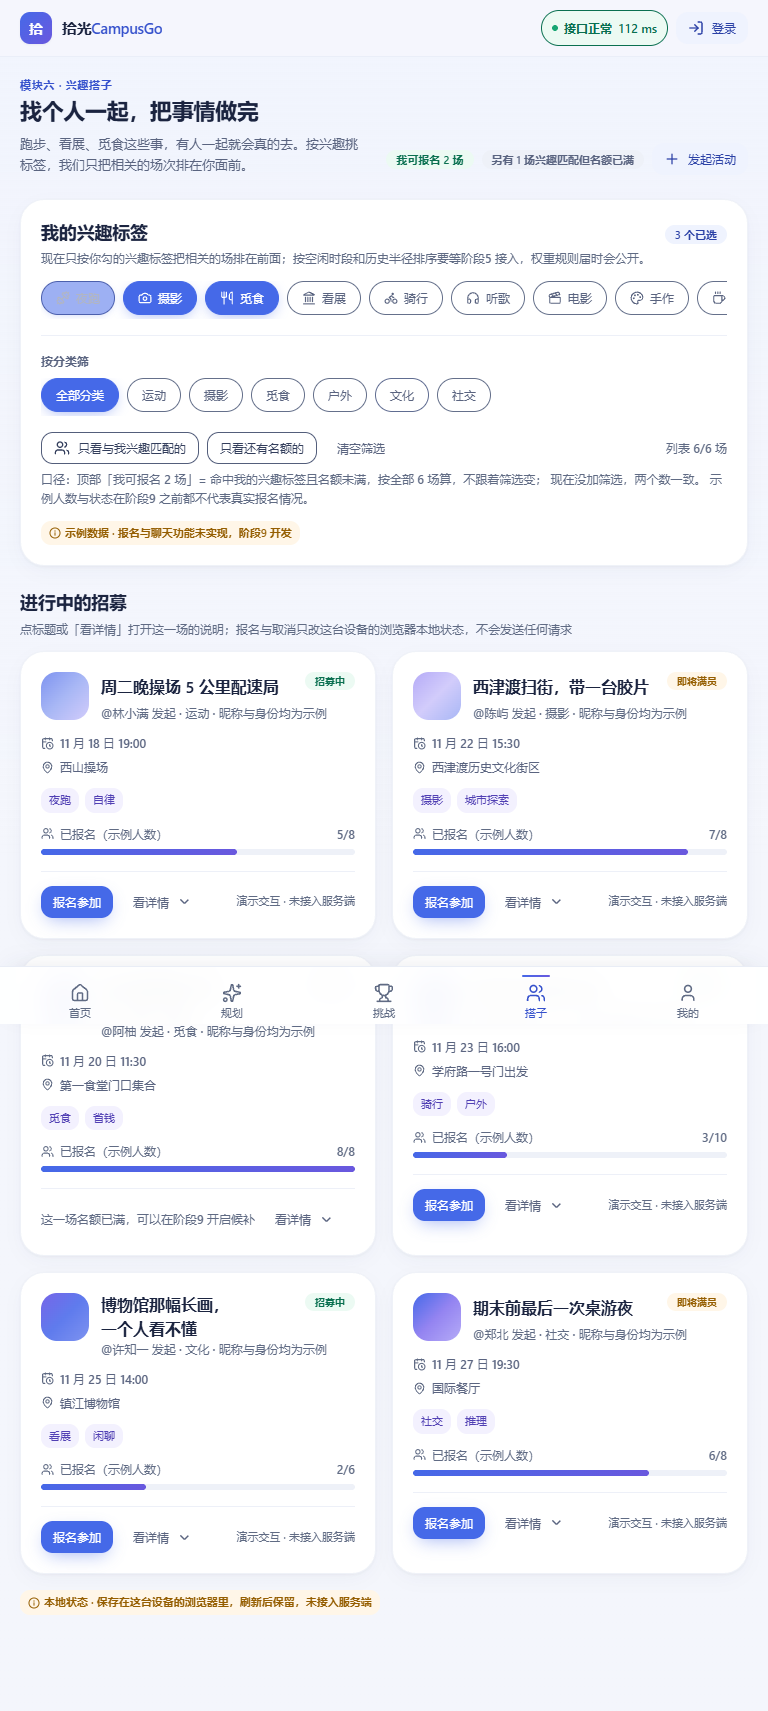 拾 拾光CampusGo
接口正常 112 ms
登录
模块六 · 兴趣搭子
找个人一起，把事情做完
跑步、看展、觅食这些事，有人一起就会真的去。按兴趣挑
标签，我们只把相关的场次排在你面前。
我可报名 2 场
另有 1 场兴趣匹配但名额已满
发起活动
我的兴趣标签
3 个已选
现在只按你勾的兴趣标签把相关的场排在前面；按空闲时段和历史半径排序要等阶段5 接入，权重规则届时会公开。
摄影
觅食
看展
骑行
听歌
电影
手作
按分类筛
全部分类
运动
摄影
觅食
户外
文化
社交
只看与我兴趣匹配的
只看还有名额的
清空筛选
列表 6/6 场
口径：顶部「我可报名 2 场」= 命中我的兴趣标签且名额未满，按全部 6 场算，不跟着筛选变； 现在没加筛选，两个数一致。 示
例人数与状态在阶段9 之前都不代表真实报名情况。
示例数据 · 报名与聊天功能未实现，阶段9 开发
进行中的招募
点标题或「看详情」打开这一场的说明；报名与取消只改这台设备的浏览器本地状态，不会发送任何请求
周二晚操场 5 公里配速局
招募中
@林小满 发起 · 运动 · 昵称与身份均为示例
11 月 18 日 19:00
西山操场
夜跑
自律
已报名（示例人数）
5/8
报名参加
看详情
演示交互 · 未接入服务端
西津渡扫街，带一台胶片
即将满员
@陈屿 发起 · 摄影 · 昵称与身份均为示例
11 月 22 日 15:30
西津渡历史文化街区
摄影
城市探索
已报名（示例人数）
7/8
报名参加
看详情
演示交互 · 未接入服务端
首页
规划
挑战
搭子
我的
@阿柚 发起 · 觅食 · 昵称与身份均为示例
11 月 20 日 11:30
第一食堂门口集合
觅食
省钱
已报名（示例人数）
8/8
这一场名额已满，可以在阶段9 开启候补
看详情
11 月 23 日 16:00
学府路一号门出发
骑行
户外
已报名（示例人数）
3/10
报名参加
看详情
演示交互 · 未接入服务端
博物馆那幅长画，
一个人看不懂
招募中
@许知一 发起 · 文化 · 昵称与身份均为示例
11 月 25 日 14:00
镇江博物馆
看展
闲聊
已报名（示例人数）
2/6
报名参加
看详情
演示交互 · 未接入服务端
期末前最后一次桌游夜
即将满员
@郑北 发起 · 社交 · 昵称与身份均为示例
11 月 27 日 19:30
国际餐厅
社交
推理
已报名（示例人数）
6/8
报名参加
看详情
演示交互 · 未接入服务端
本地状态 · 保存在这台设备的浏览器里，刷新后保留，未接入服务端